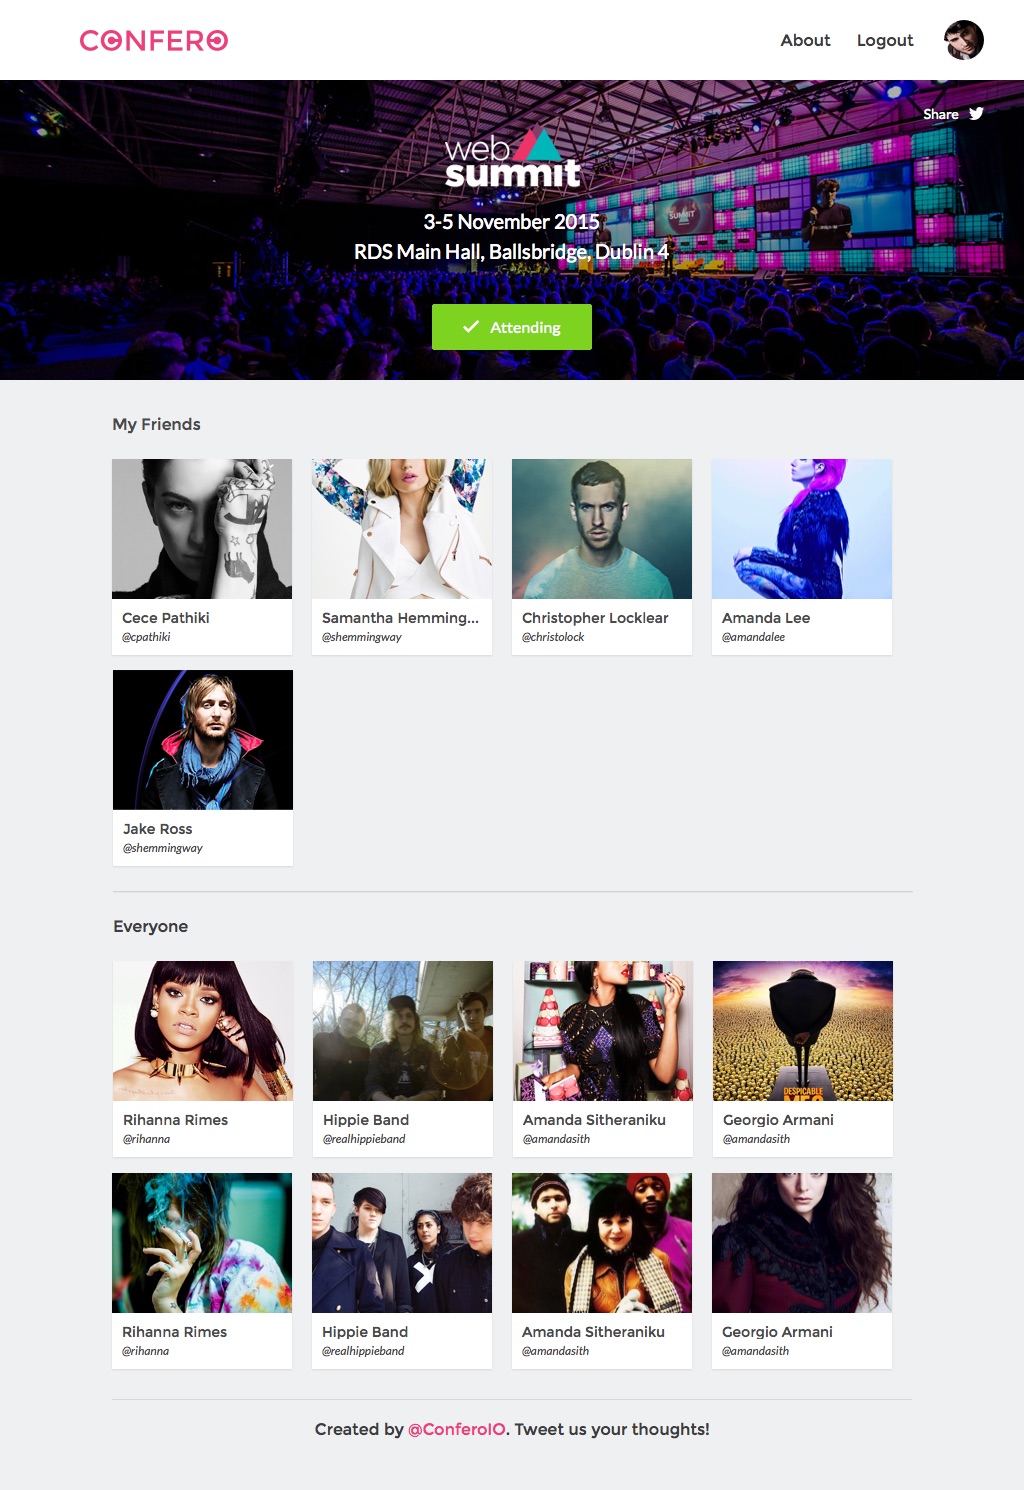 CONFERO
About Logout
Share
web
summit
SUMMIT
3-5 November 2015
RDS Main Hall, Ballsbridge, Dublin 4
Attending
My Friends
Cece Pathiki Samantha Hemming... Christopher Locklear Amanda Lee
@cpathiki @shemmingway @christolock @amandalee
Jake Ross
@shemmingway
Everyone
DESPICABLE
Rihanna Rimes Hippie Band Amanda Sitheraniku Georgio Armani
@rihanna @realhippieband @amandasith @amandasith
Rihanna Rimes Hippie Band Amanda Sitheraniku Georgio Armani
@rihanna @realhippieband @amandasith @amandasith
Created by @ConferoIO. Tweet us your thoughts!